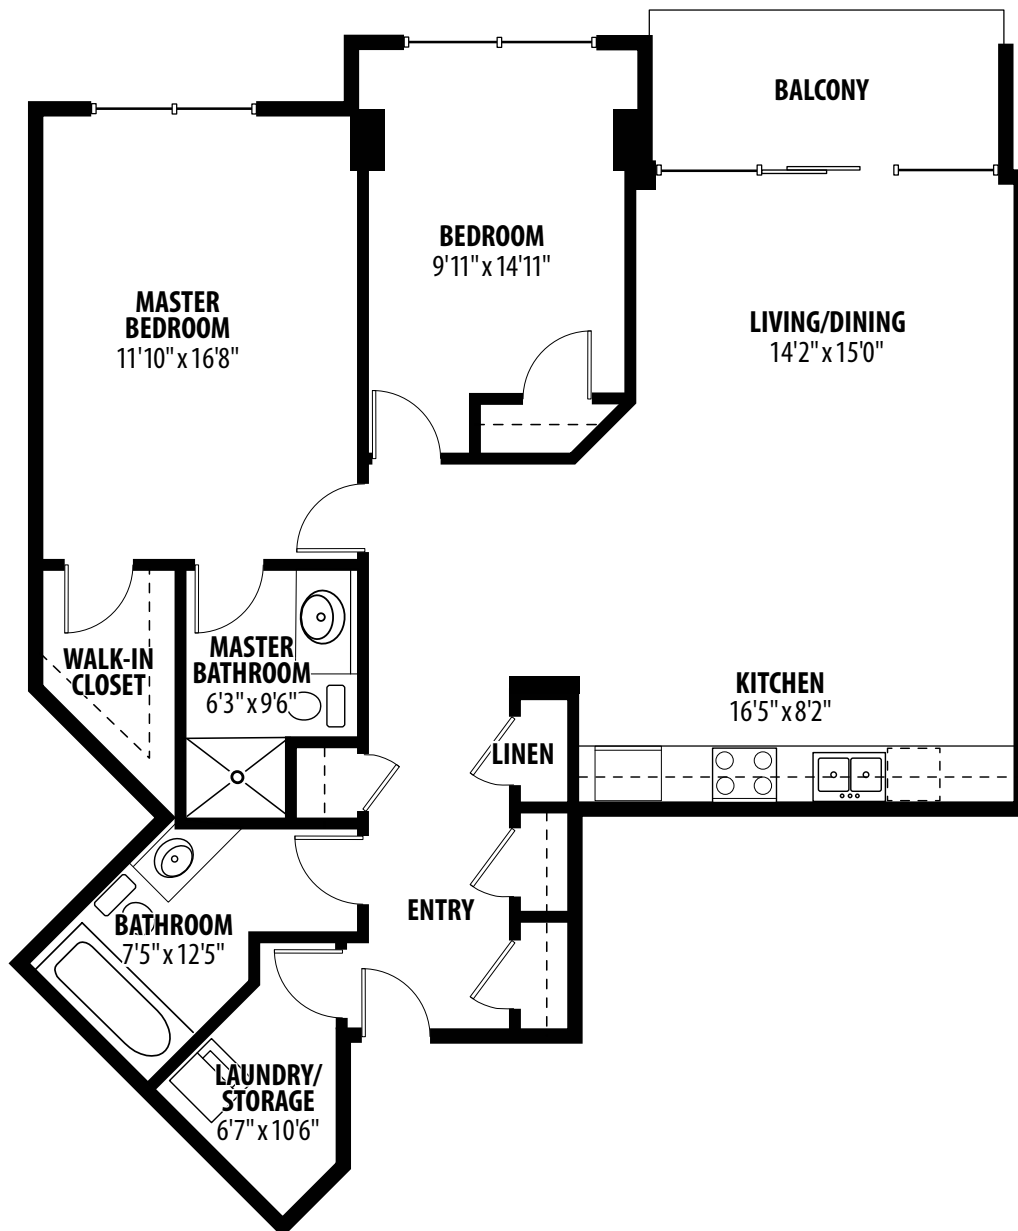 BALCONY
BEDROOM
9'11" x 14'11"
MASTER
BEDROOM
11'10" x 16'8"
LIVING/DINING
14'2" x 15'0"
WALK-IN
CLOSET
MASTER
BATHROOM
6'3" x 9'6"
KITCHEN
16'5" x 8'2"
LINEN
ENTRY
BATHROOM
7'5" x 12'5"
LAUNDRY/
STORAGE
6'7" x 10'6"